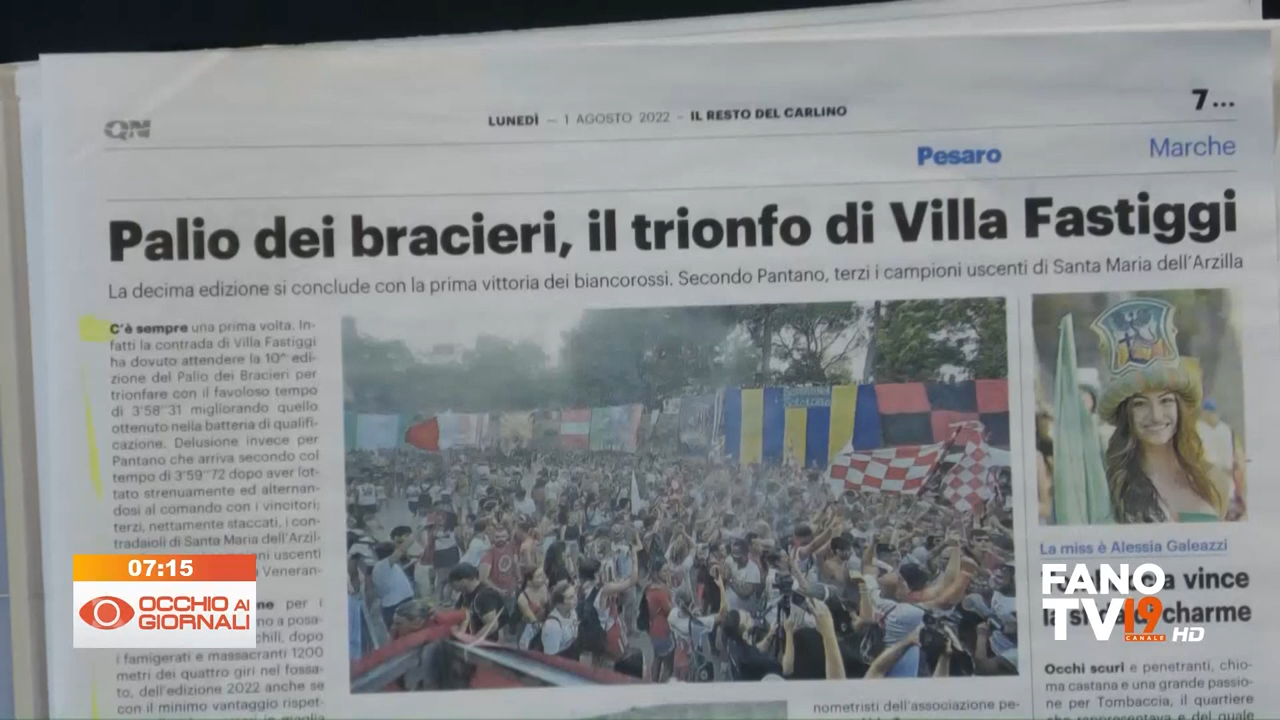 QN
LUNEDÌ — 1 AGOSTO 2022 – IL RESTO DEL CARLINO
7...
Pesaro
Marche
Palio dei bracieri, il trionfo di Villa Fastiggi
La decima edizione si conclude con la prima vittoria dei biancorossi. Secondo Pantano, terzi i campioni uscenti di Santa Maria dell'Arzilla
C'è sempre una prima volta. In-
fatti la contrada di Villa Fastiggi
ha dovuto attendere la 10ª edi-
zione del Palio dei Bracieri per
trionfare con il favoloso tempo
di 3'58''31 migliorando quello
ottenuto nella batteria di qualifi-
cazione. Delusione invece per
Pantano che arriva secondo col
tempo di 3'59''72 dopo aver lot-
tato strenuamente ed alternan-
dosi al comando con i vincitori;
terzi, nettamente staccati, i con-
tradaioli di Santa Maria dell'Arzil-
uscenti
Veneran-
per i
a posa-
dopo
i famigerati e massacranti 1200
metri dei quattro giri nel fossa-
to, dell'edizione 2022 anche se
con il minimo vantaggio rispet-
nometristi dell'associazione pe-
La miss è Alessia Galeazzi
vince
charme
Occhi scuri e penetranti, chio-
ma castana e una grande passio-
ne per Tombaccia, il quartiere
che rappresentava e del quale
07:15
OCCHIO AI
GIORNALI
FANO
TV19
CANALE HD